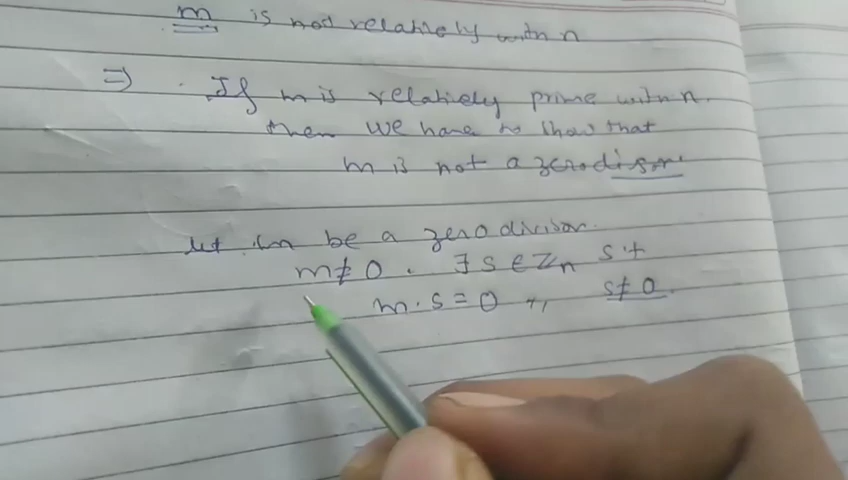 m is not relatively with n
⇒ If m is relatively prime with n.
then we have to show that
m is not a zero divisor.
Let m be a zero divisor.
m ≠ 0. ∃ s ∈ Zn s.t
m·s = 0 ,, s ≠ 0.